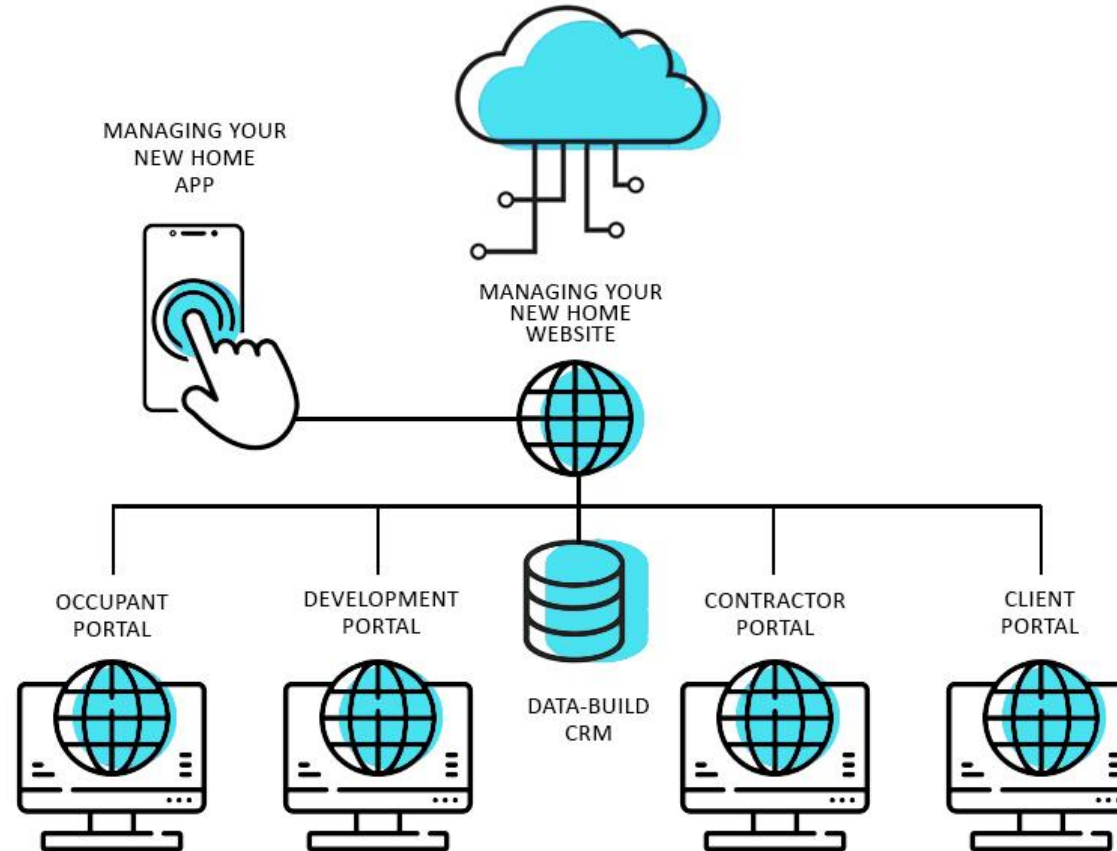 MANAGING YOUR
NEW HOME
APP
MANAGING YOUR
NEW HOME
WEBSITE
OCCUPANT
PORTAL
DEVELOPMENT
PORTAL
DATA-BUILD
CRM
CONTRACTOR
PORTAL
CLIENT
PORTAL